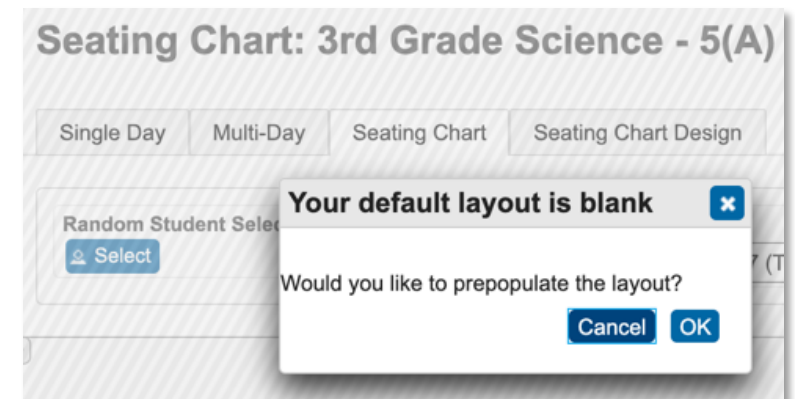 Seating Chart: 3rd Grade Science - 5(A)
Single Day Multi-Day Seating Chart Seating Chart Design
Your default layout is blank
Random Student
Select
Would you like to prepopulate the layout?
Cancel OK